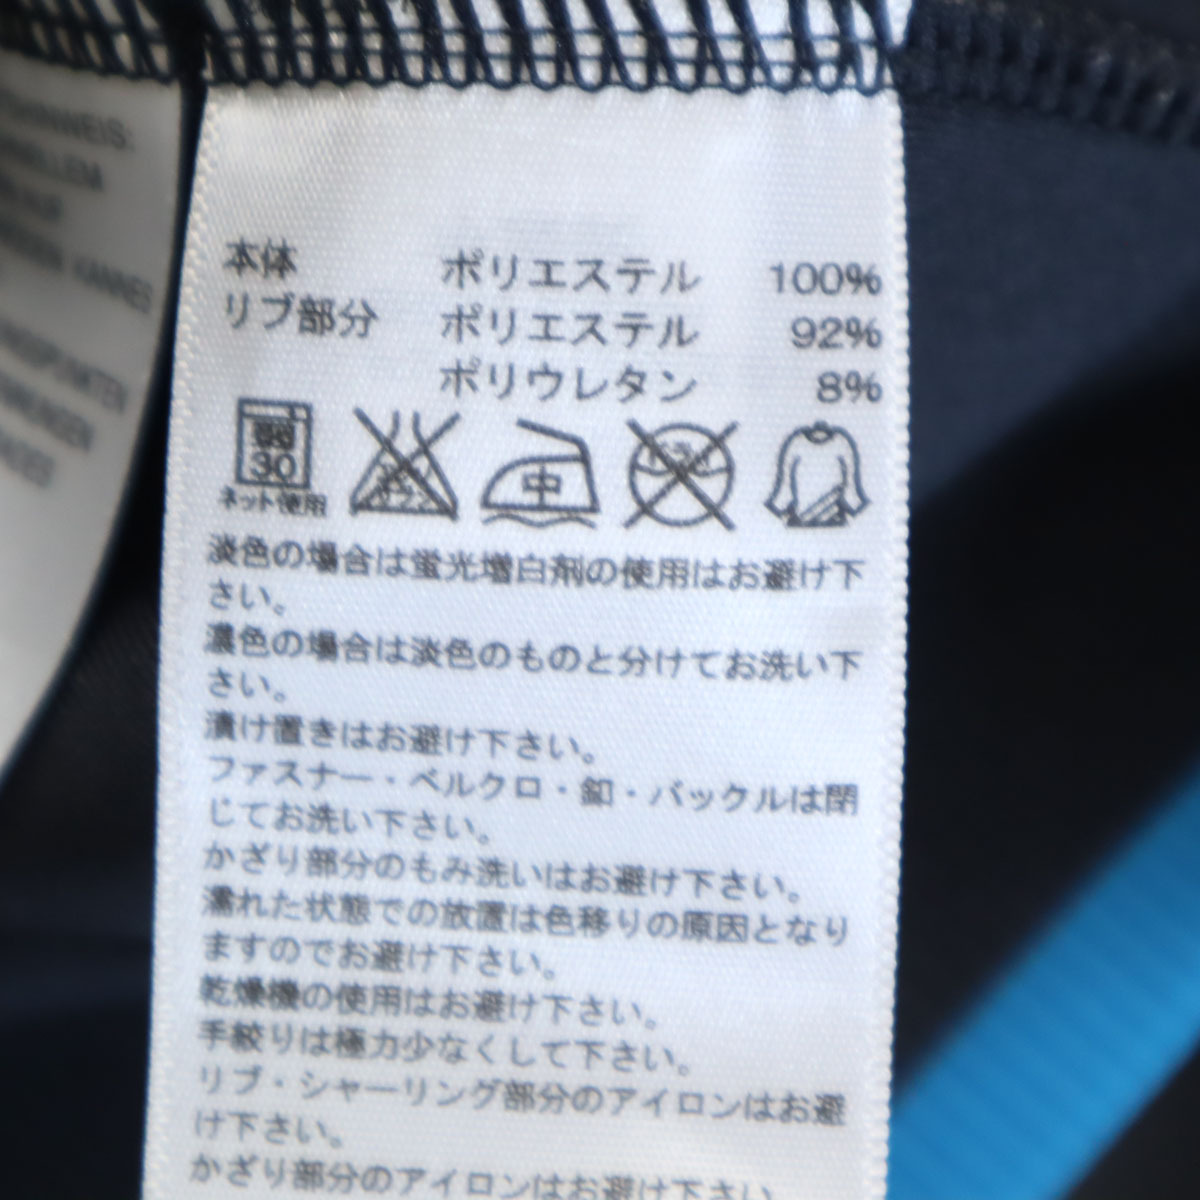 本体 ポリエステル 100%
リブ部分 ポリエステル 92%
ポリウレタン 8%
30
ネット使用
中
淡色の場合は蛍光増白剤の使用はお避け下
さい。
濃色の場合は淡色のものと分けてお洗い下
さい。
漬け置きはお避け下さい。
ファスナー・ベルクロ・釦・バックルは閉
じてお洗い下さい。
かざり部分のもみ洗いはお避け下さい。
濡れた状態での放置は色移りの原因となり
ますのでお避け下さい。
乾燥機の使用はお避け下さい。
手絞りは極力少なくして下さい。
リブ・シャーリング部分のアイロンはお避
け下さい。
かざり部分のアイロンはお避け下さい。